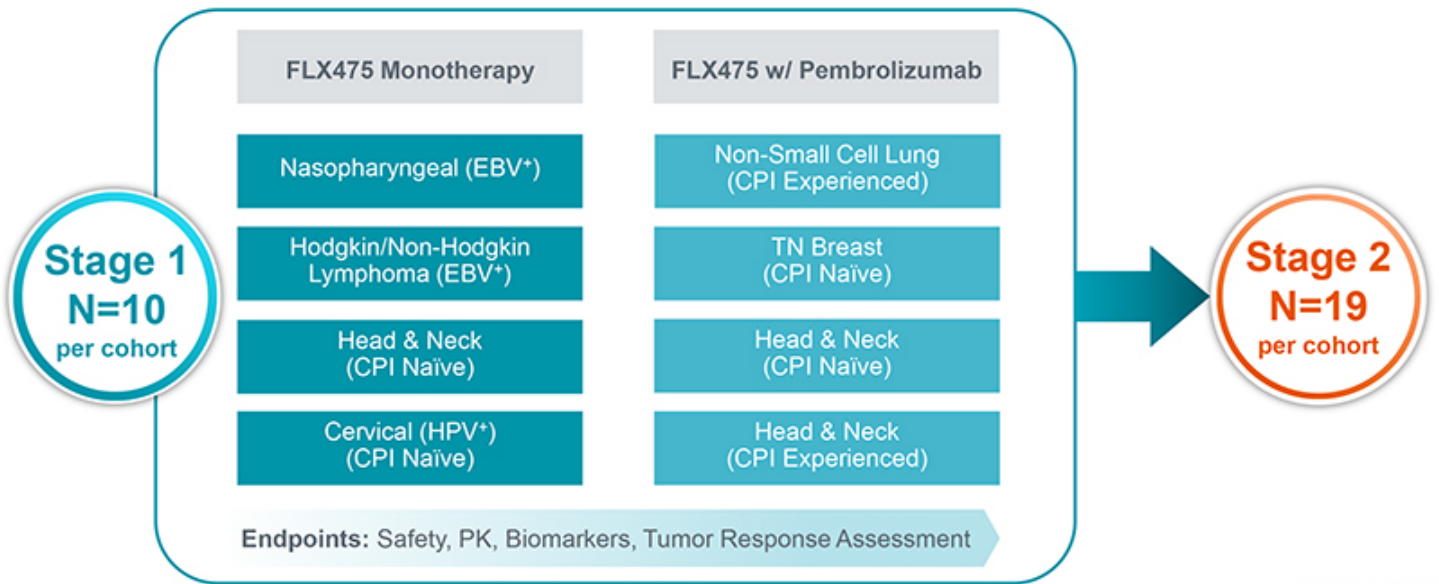 FLX475 Monotherapy
FLX475 w/ Pembrolizumab
Stage 1
N=10
per cohort
Nasopharyngeal (EBV⁺)
Hodgkin/Non-Hodgkin
Lymphoma (EBV⁺)
Head & Neck
(CPI Naïve)
Cervical (HPV⁺)
(CPI Naïve)
Non-Small Cell Lung
(CPI Experienced)
TN Breast
(CPI Naïve)
Head & Neck
(CPI Naïve)
Head & Neck
(CPI Experienced)
Endpoints: Safety, PK, Biomarkers, Tumor Response Assessment
Stage 2
N=19
per cohort